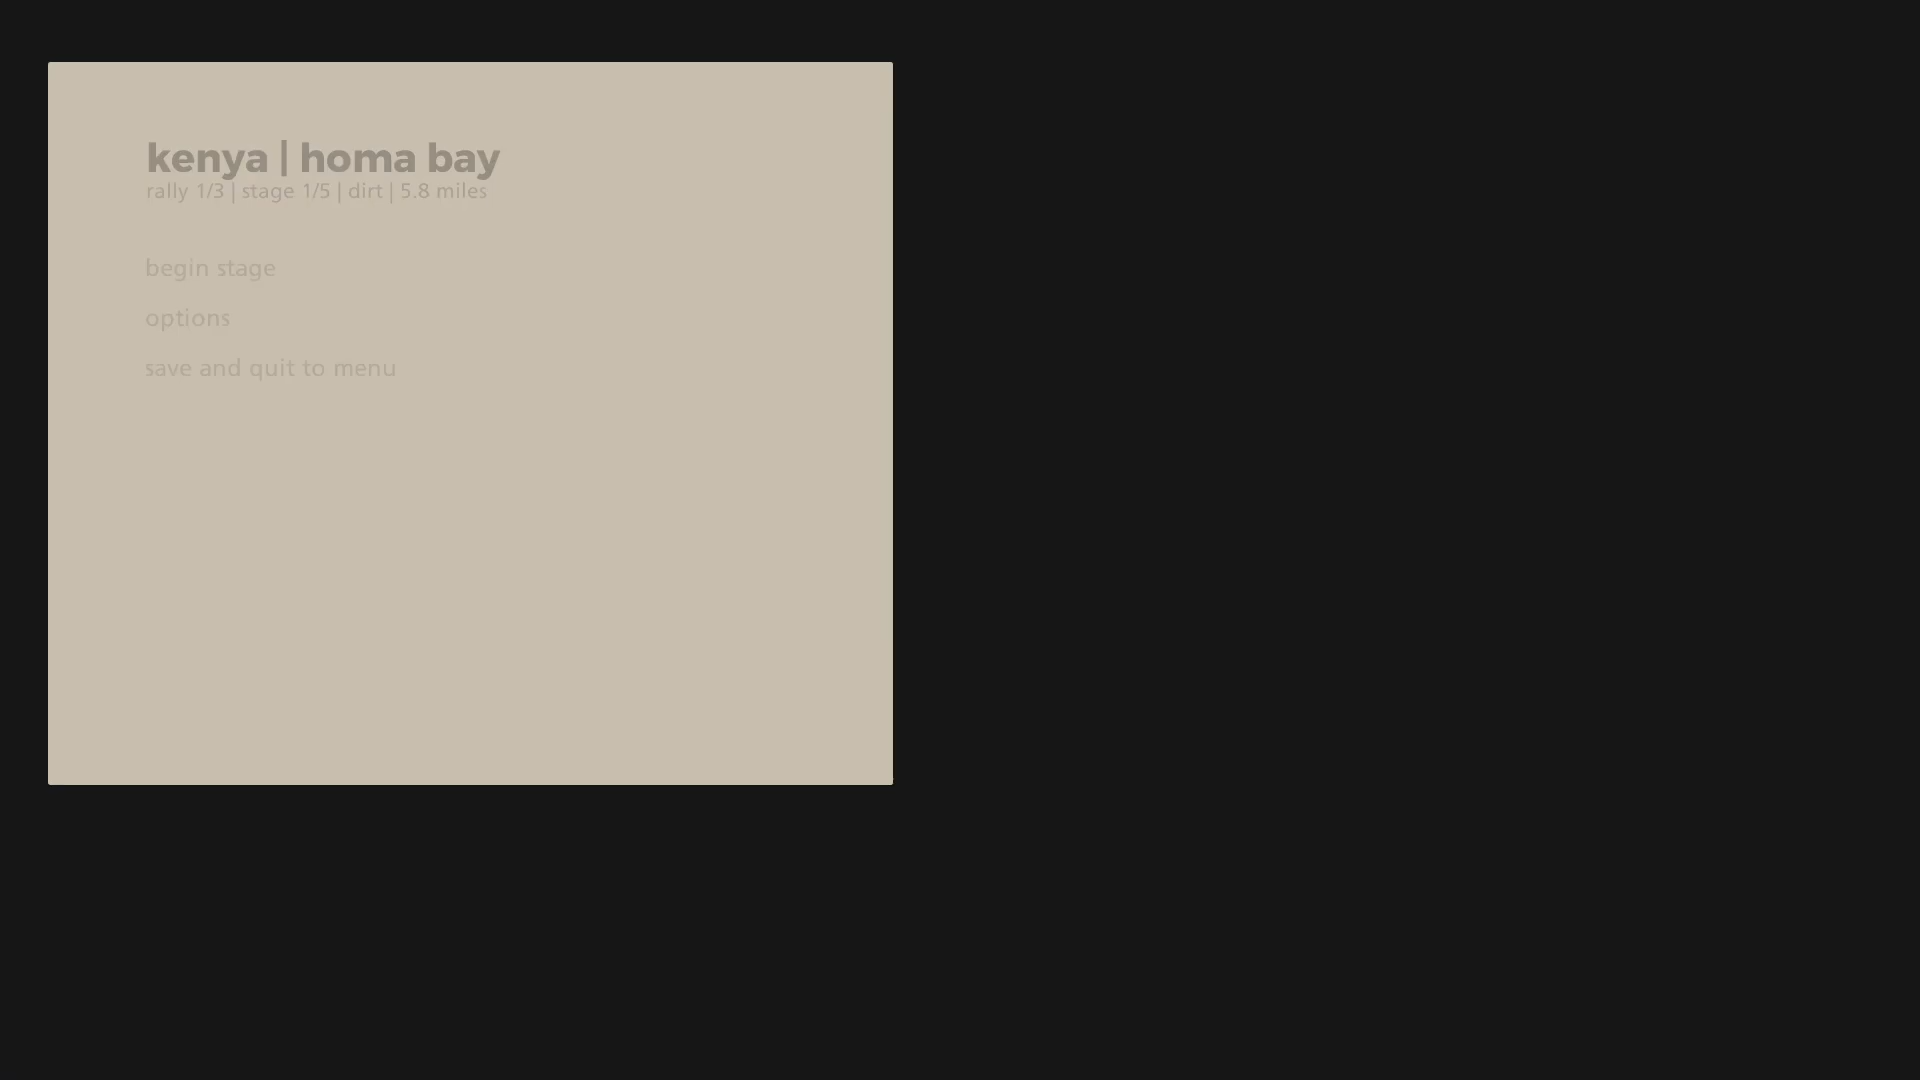 kenya | homa bay
rally 1/3 | stage 1/5 | dirt | 5.8 miles
begin stage
options
save and quit to menu